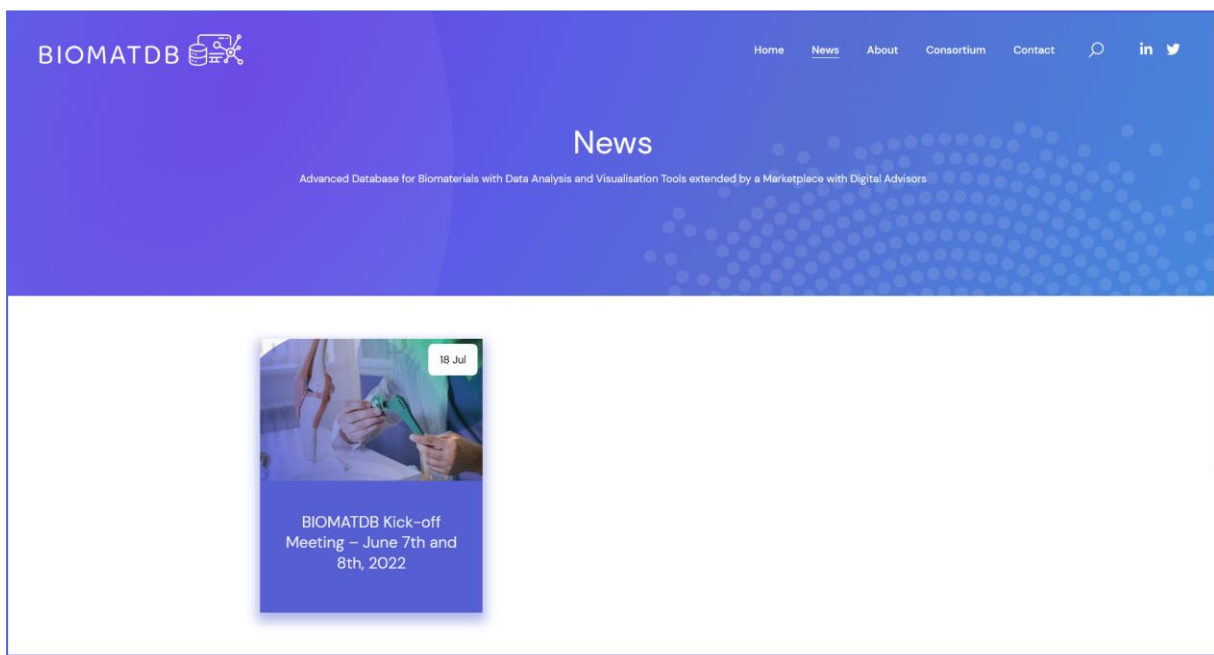 BIOMATDB
Home News About Consortium Contact in
News
Advanced Database for Biomaterials with Data Analysis and Visualisation Tools extended by a Marketplace with Digital Advisors
18 Jul
BIOMATDB Kick-off
Meeting – June 7th and
8th, 2022